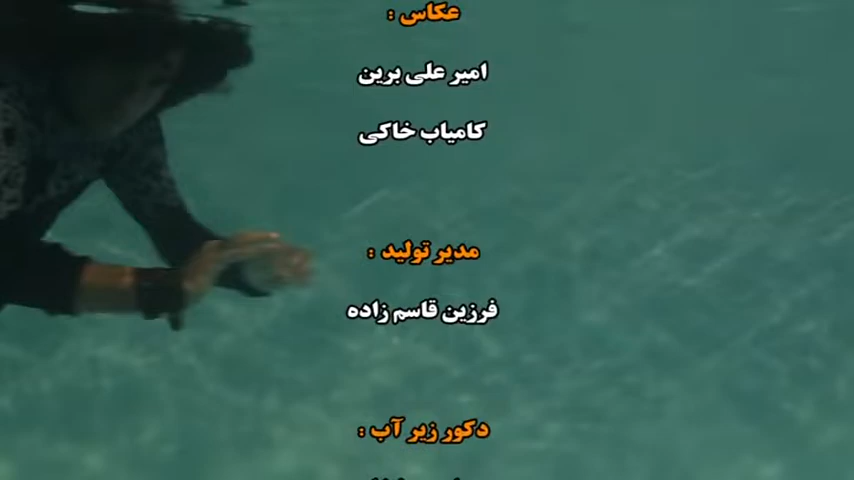 عکاس :
امیر علی برین
کامیاب خاکی
مدیر تولید :
فرزین قاسم زاده
دکور زیر آب :